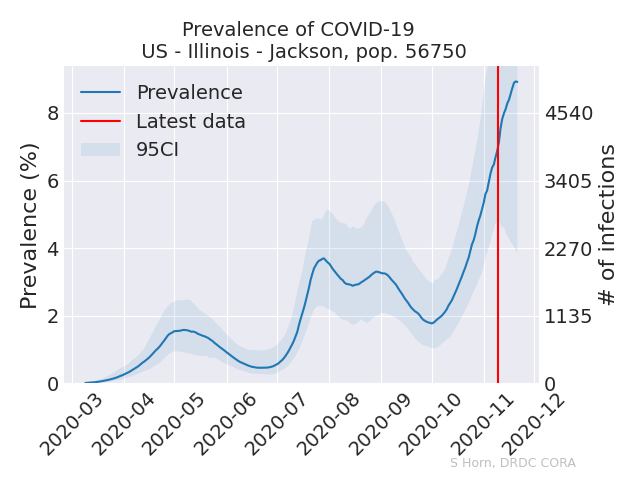 Prevalence of COVID-19
US - Illinois - Jackson, pop. 56750
Prevalence
Latest data
95CI
Prevalence (%)
8
6
4
2
0
4540
3405
2270
1135
0
# of infections
2020-03
2020-04
2020-05
2020-06
2020-07
2020-08
2020-09
2020-10
2020-11
2020-12
S Horn, DRDC CORA